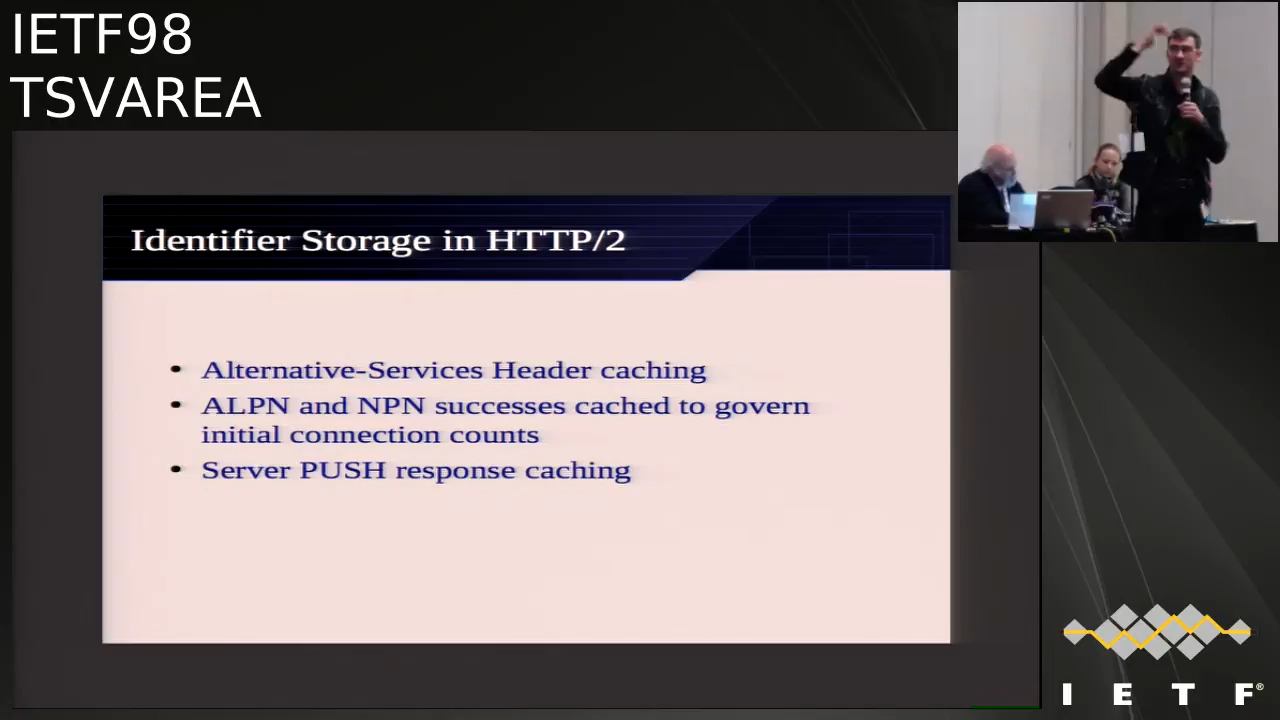 IETF98
TSVAREA
Identifier Storage in HTTP/2
• Alternative-Services Header caching
• ALPN and NPN successes cached to govern
initial connection counts
• Server PUSH response caching
I E T F®